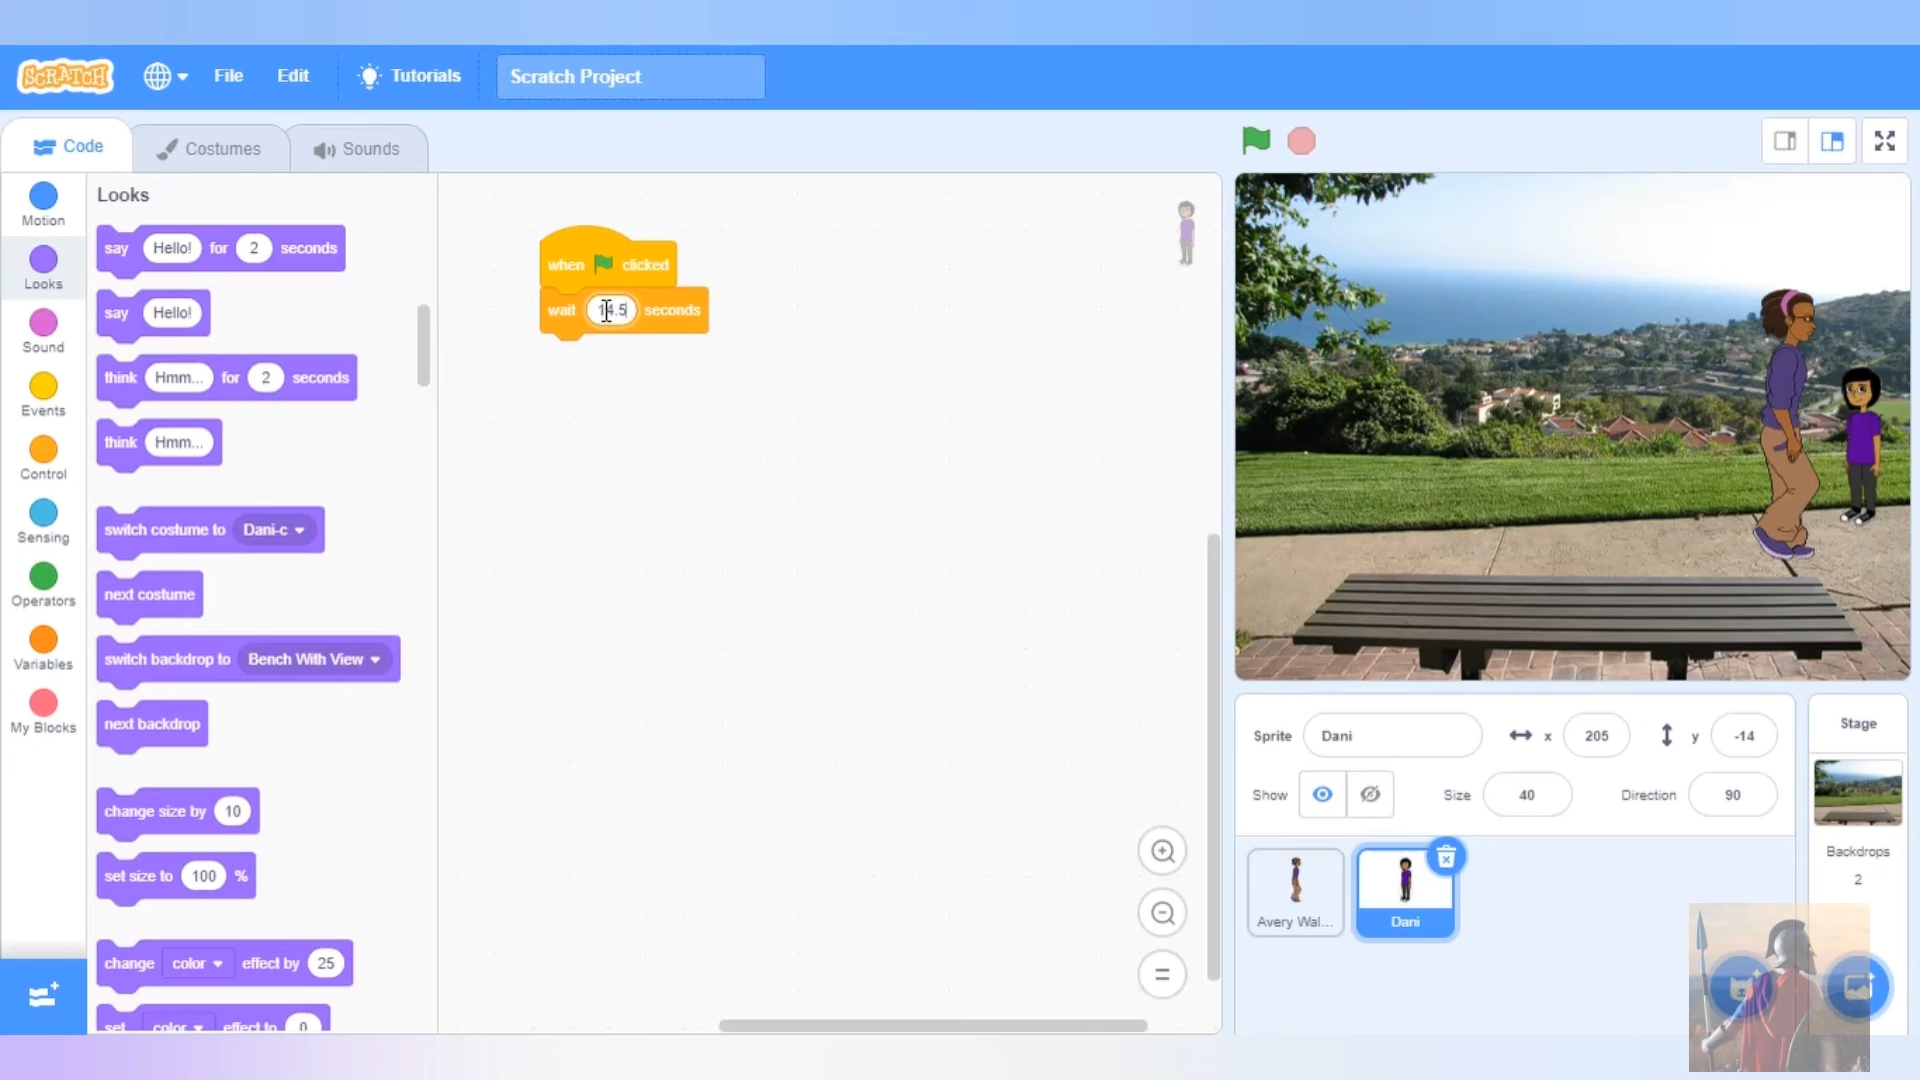 SCRATCH
File
Edit
Tutorials
Scratch Project
Code
Costumes
Sounds
Motion
Looks
Sound
Events
Control
Sensing
Operators
Variables
My Blocks
Looks
say Hello! for 2 seconds
say Hello!
think Hmm... for 2 seconds
think Hmm...
switch costume to Dani-c
next costume
switch backdrop to Bench With View
next backdrop
change size by 10
set size to 100 %
change color effect by 25
set color effect to 0
when clicked
wait 14.5 seconds
Sprite Dani x 205 y -14
Show Size 40 Direction 90
Avery Wal...
Dani
Stage
Backdrops
2